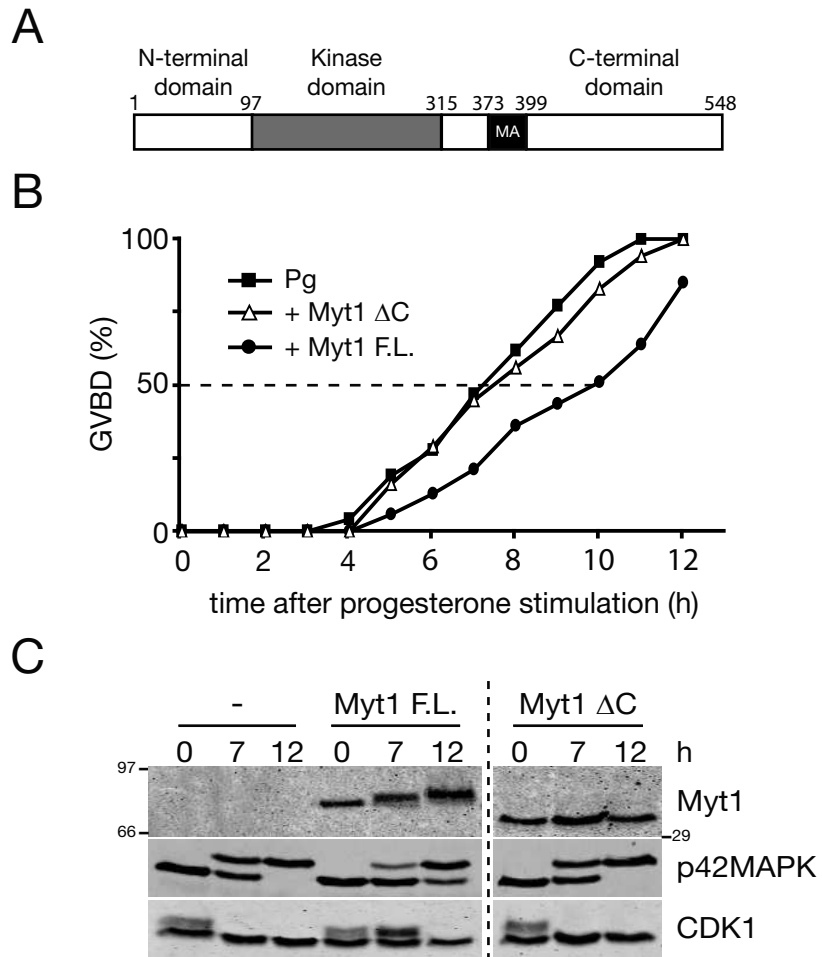 A
N-terminal domain
Kinase domain
C-terminal domain
1 97 315 373 399 548
MA
B
100
50
0
GVBD (%)
Pg
+ Myt1 ΔC
+ Myt1 F.L.
0 2 4 6 8 10 12
time after progesterone stimulation (h)
C
- Myt1 F.L. Myt1 ΔC
0 7 12 0 7 12 0 7 12 h
97
66
29
Myt1
p42MAPK
CDK1